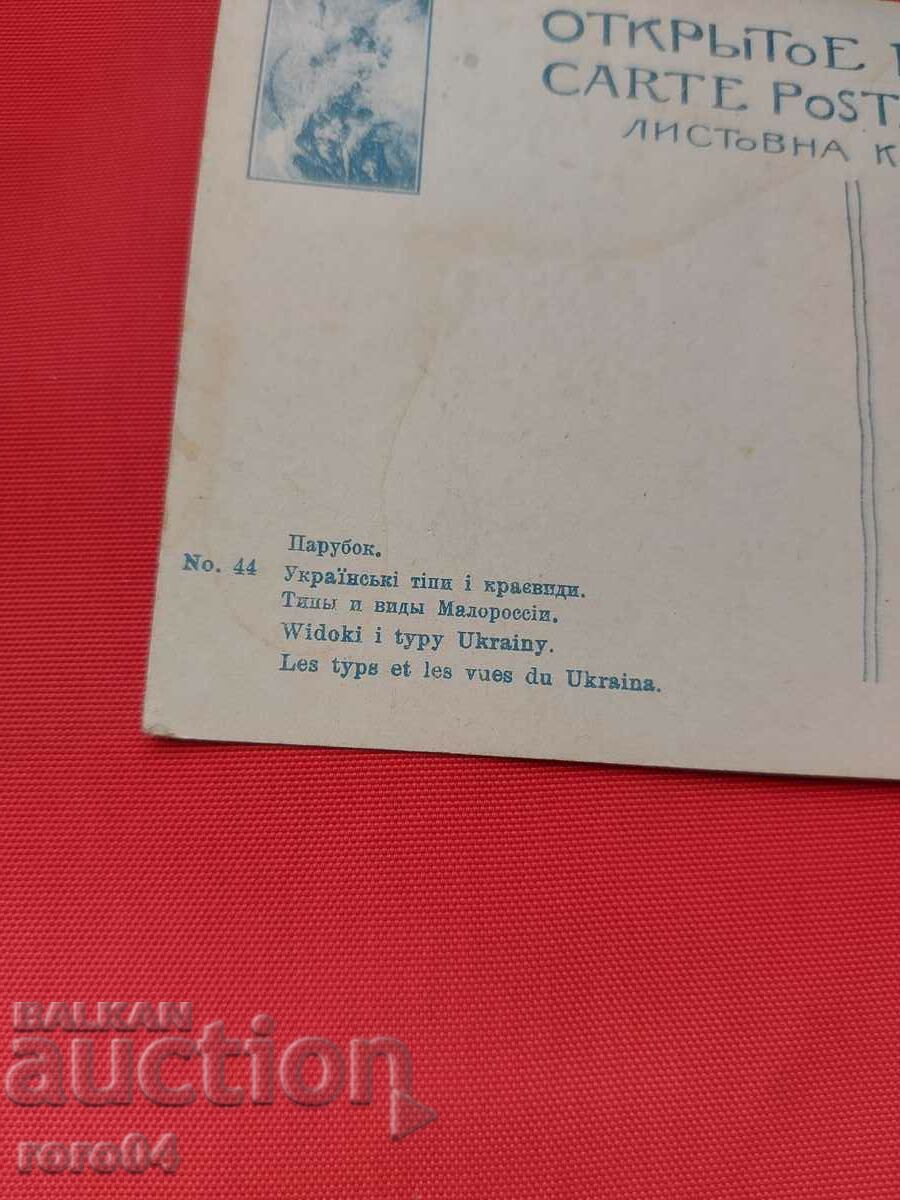 ОТКРЫТОЕ
CARTE POST
ЛИСТОВНА К
Парубок.
No. 44 Українські тіпи і краєвиди.
Типы и виды Малороссіи.
Widoki i typy Ukrainy.
Les typs et les vues du Ukraina.
BALKAN
auction
roro04